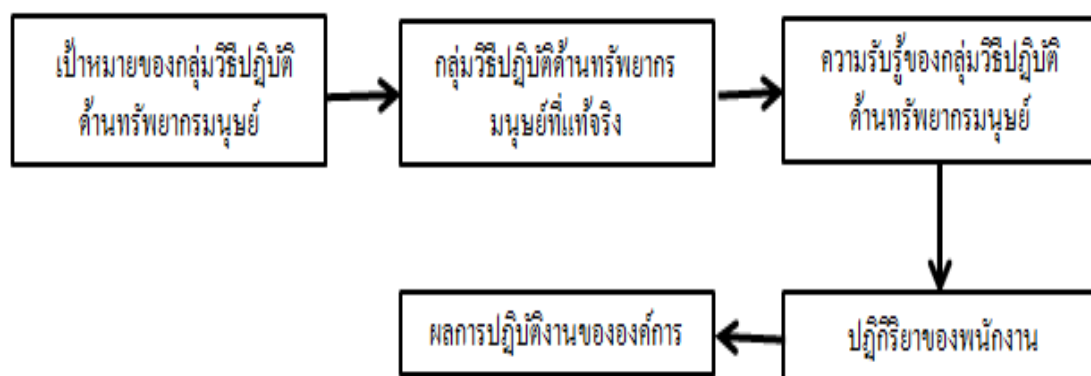 เป้าหมายของกลุ่มวิธีปฏิบัติ
ด้านทรัพยากรมนุษย์
กลุ่มวิธีปฏิบัติด้านทรัพยากร
มนุษย์ที่แท้จริง
ความรับรู้ของกลุ่มวิธีปฏิบัติ
ด้านทรัพยากรมนุษย์
ปฏิกิริยาของพนักงาน
ผลการปฏิบัติงานขององค์การ